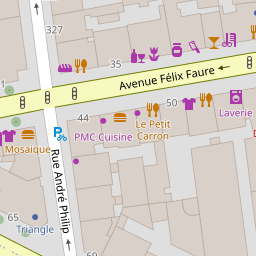 327
35
Avenue Félix Faure
50
Laverie
44
PMC Cuisine
Le Petit
Carron
Mosaique
Rue André Philip
65
Triangle
69